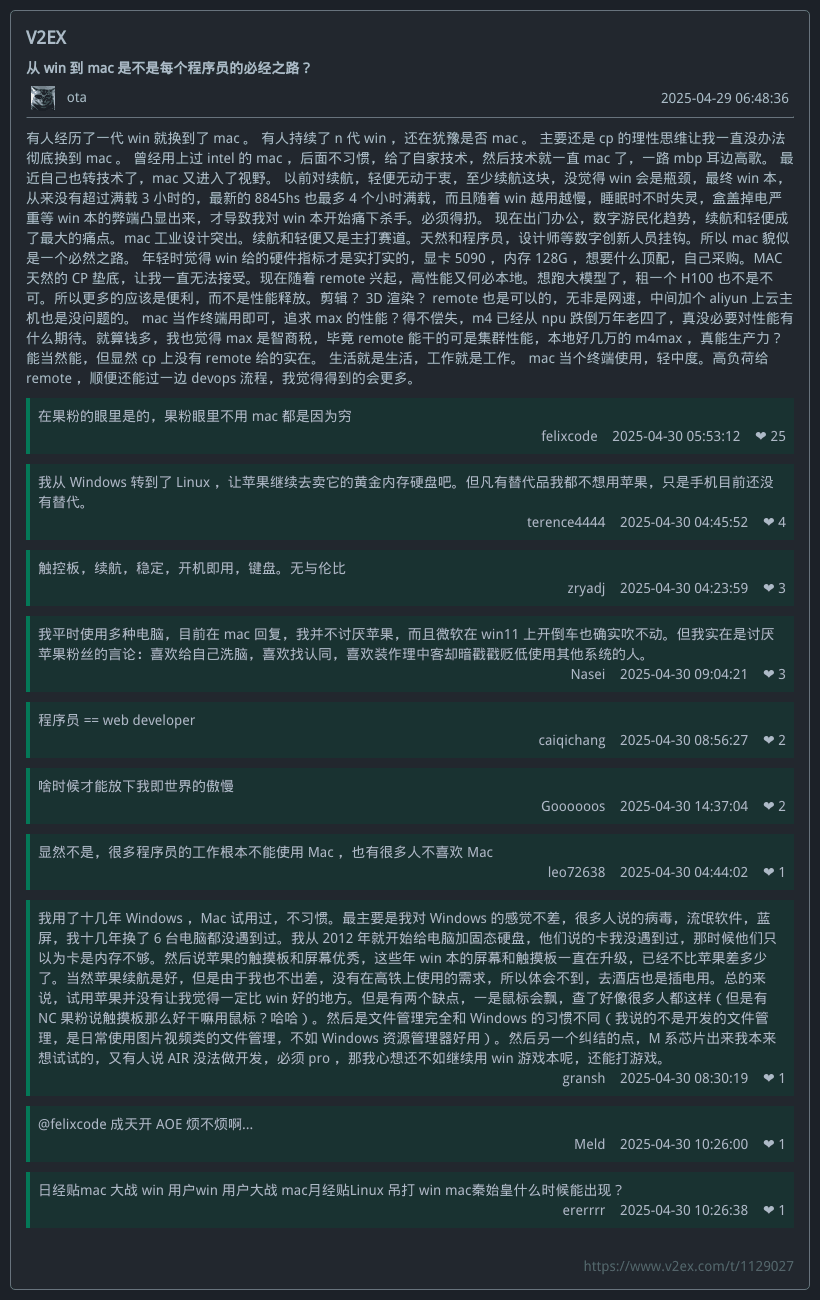 V2EX
从 win 到 mac 是不是每个程序员的必经之路？
ota 2025-04-29 06:48:36
有人经历了一代 win 就换到了 mac 。 有人持续了 n 代 win ，还在犹豫是否 mac 。 主要还是 cp 的理性思维让我一直没办法
彻底换到 mac 。 曾经用上过 intel 的 mac ，后面不习惯，给了自家技术，然后技术就一直 mac 了，一路 mbp 耳边高歌。 最
近自己也转技术了，mac 又进入了视野。 以前对续航，轻便无动于衷，至少续航这块，没觉得 win 会是瓶颈，最终 win 本，
从来没有超过满载 3 小时的，最新的 8845hs 也最多 4 个小时满载，而且随着 win 越用越慢，睡眠时不时失灵，盒盖掉电严
重等 win 本的弊端凸显出来，才导致我对 win 本开始痛下杀手。必须得扔。 现在出门办公，数字游民化趋势，续航和轻便成
了最大的痛点。mac 工业设计突出。续航和轻便又是主打赛道。天然和程序员，设计师等数字创新人员挂钩。所以 mac 貌似
是一个必然之路。 年轻时觉得 win 给的硬件指标才是实打实的，显卡 5090 ，内存 128G ，想要什么顶配，自己采购。MAC
天然的 CP 垫底，让我一直无法接受。现在随着 remote 兴起，高性能又何必本地。想跑大模型了，租一个 H100 也不是不
可。所以更多的应该是便利，而不是性能释放。剪辑？ 3D 渲染？ remote 也是可以的，无非是网速，中间加个 aliyun 上云主
机也是没问题的。 mac 当作终端用即可，追求 max 的性能？得不偿失，m4 已经从 npu 跌倒万年老四了，真没必要对性能有
什么期待。就算钱多，我也觉得 max 是智商税，毕竟 remote 能干的可是集群性能，本地好几万的 m4max ，真能生产力？
能当然能，但显然 cp 上没有 remote 给的实在。 生活就是生活，工作就是工作。 mac 当个终端使用，轻中度。高负荷给
remote ，顺便还能过一边 devops 流程，我觉得得到的会更多。
在果粉的眼里是的，果粉眼里不用 mac 都是因为穷
felixcode 2025-04-30 05:53:12 ❤ 25
我从 Windows 转到了 Linux ，让苹果继续去卖它的黄金内存硬盘吧。但凡有替代品我都不想用苹果，只是手机目前还没
有替代。
terence4444 2025-04-30 04:45:52 ❤ 4
触控板，续航，稳定，开机即用，键盘。无与伦比
zryadj 2025-04-30 04:23:59 ❤ 3
我平时使用多种电脑，目前在 mac 回复，我并不讨厌苹果，而且微软在 win11 上开倒车也确实吹不动。但我实在是讨厌
苹果粉丝的言论：喜欢给自己洗脑，喜欢找认同，喜欢装作理中客却暗戳戳贬低使用其他系统的人。
Nasei 2025-04-30 09:04:21 ❤ 3
程序员 == web developer
caiqichang 2025-04-30 08:56:27 ❤ 2
啥时候才能放下我即世界的傲慢
Goooooos 2025-04-30 14:37:04 ❤ 2
显然不是，很多程序员的工作根本不能使用 Mac ，也有很多人不喜欢 Mac
leo72638 2025-04-30 04:44:02 ❤ 1
我用了十几年 Windows ，Mac 试用过，不习惯。最主要是我对 Windows 的感觉不差，很多人说的病毒，流氓软件，蓝
屏，我十几年换了 6 台电脑都没遇到过。我从 2012 年就开始给电脑加固态硬盘，他们说的卡我没遇到过，那时候他们只
以为卡是内存不够。然后说苹果的触摸板和屏幕优秀，这些年 win 本的屏幕和触摸板一直在升级，已经不比苹果差多少
了。当然苹果续航是好，但是由于我也不出差，没有在高铁上使用的需求，所以体会不到，去酒店也是插电用。总的来
说，试用苹果并没有让我觉得一定比 win 好的地方。但是有两个缺点，一是鼠标会飘，查了好像很多人都这样（但是有
NC 果粉说触摸板那么好干嘛用鼠标？哈哈）。然后是文件管理完全和 Windows 的习惯不同（我说的不是开发的文件管
理，是日常使用图片视频类的文件管理，不如 Windows 资源管理器好用）。然后另一个纠结的点，M 系芯片出来我本来
想试试的，又有人说 AIR 没法做开发，必须 pro ，那我心想还不如继续用 win 游戏本呢，还能打游戏。
gransh 2025-04-30 08:30:19 ❤ 1
@felixcode 成天开 AOE 烦不烦啊...
Meld 2025-04-30 10:26:00 ❤ 1
日经贴mac 大战 win 用户win 用户大战 mac月经贴Linux 吊打 win mac秦始皇什么时候能出现？
ererrrr 2025-04-30 10:26:38 ❤ 1
https://www.v2ex.com/t/1129027